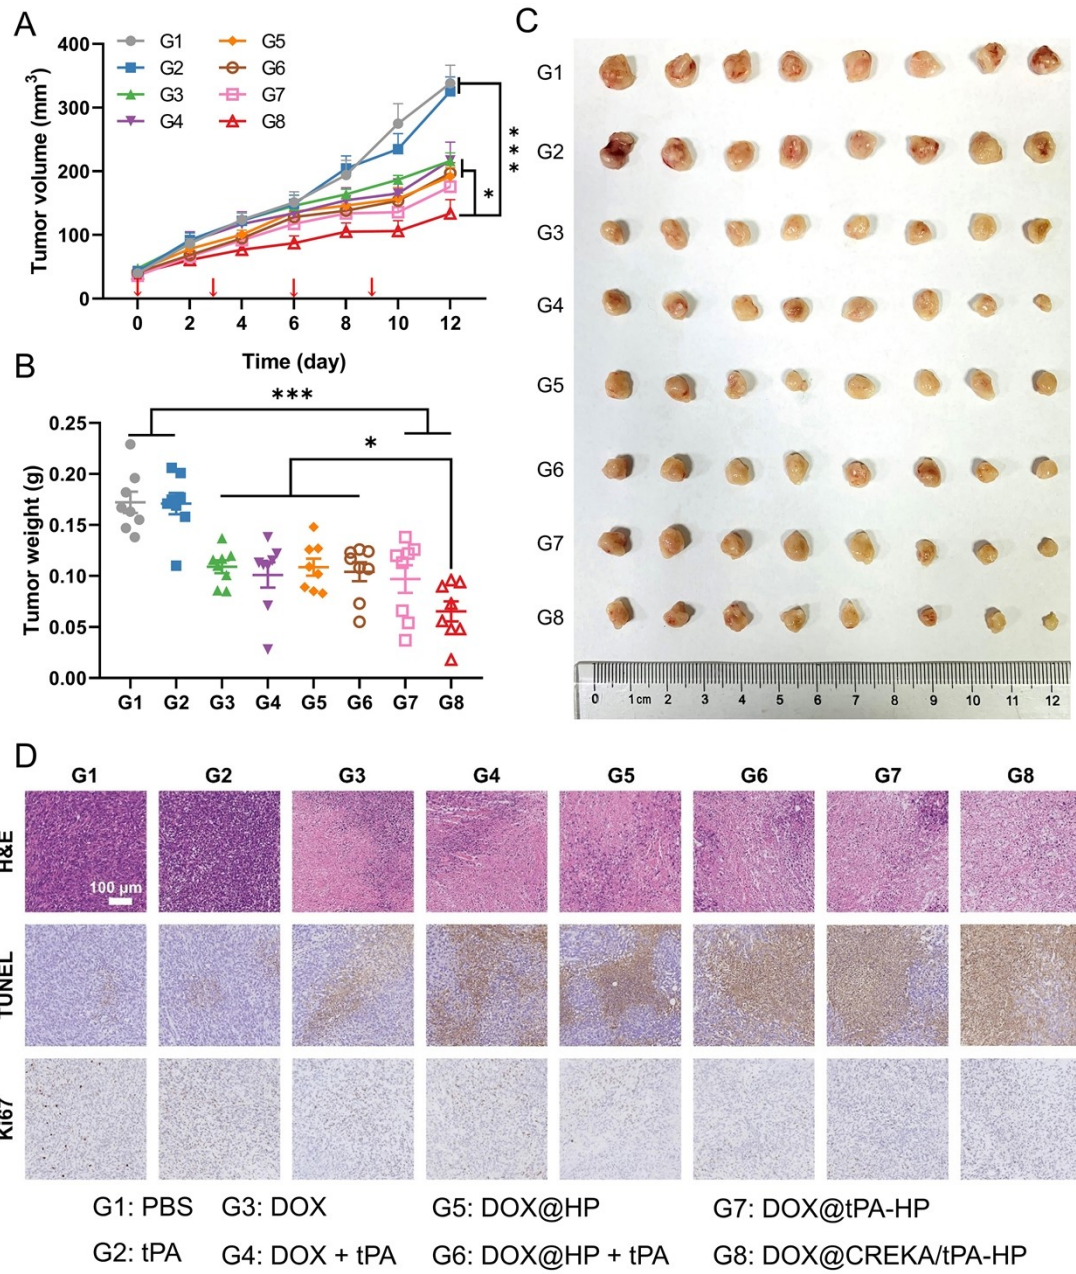 A
Tumor volume (mm³)
400
300
200
100
0
G1 G5
G2 G6
G3 G7
G4 G8
***
*
0 2 4 6 8 10 12
Time (day)
B
Tumor weight (g)
0.25
0.20
0.15
0.10
0.05
0.00
***
*
G1 G2 G3 G4 G5 G6 G7 G8
C
G1
G2
G3
G4
G5
G6
G7
G8
0 1cm 2 3 4 5 6 7 8 9 10 11 12
D
G1 G2 G3 G4 G5 G6 G7 G8
H&E
100 µm
TUNEL
Ki67
G1: PBS G3: DOX G5: DOX@HP G7: DOX@tPA-HP
G2: tPA G4: DOX + tPA G6: DOX@HP + tPA G8: DOX@CREKA/tPA-HP